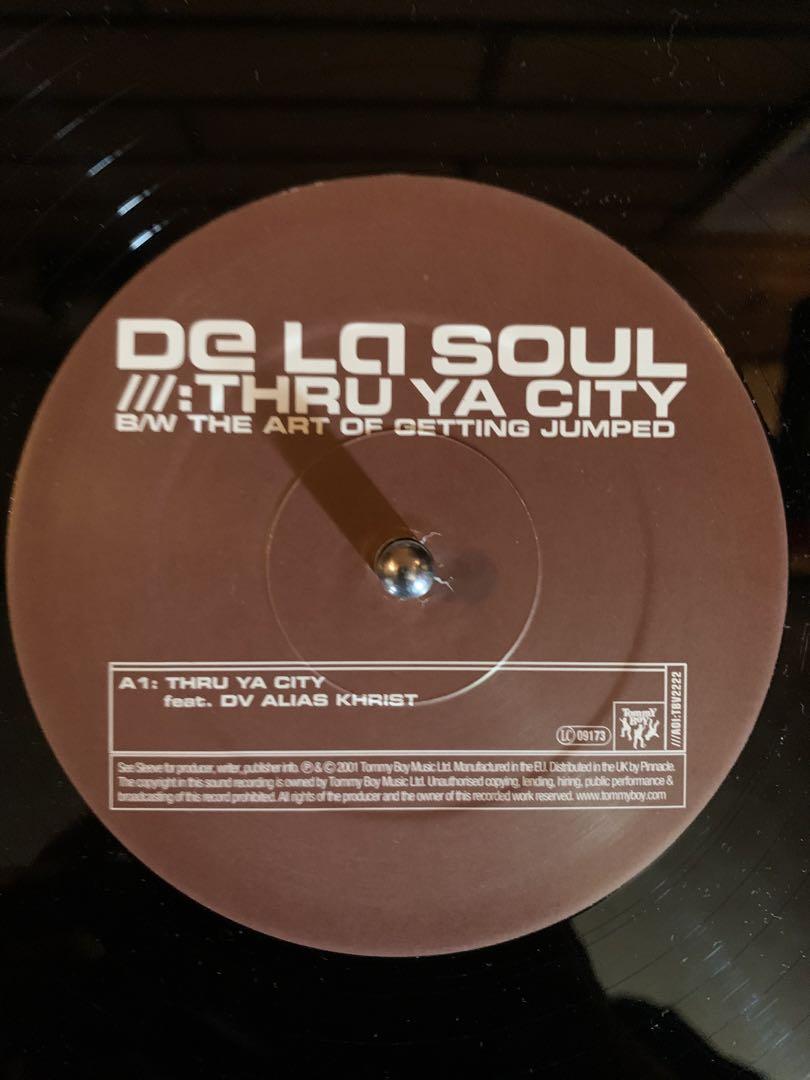 De La SOUL
///:THRU YA CITY
B/W THE ART OF GETTING JUMPED
A1: THRU YA CITY
feat. DV ALIAS KHRIST
LC 09173
Tommy
Boy
///AOI:TBV2222
See Sleeve for producer, writer, publisher info. Ⓟ & © 2001 Tommy Boy Music Ltd. Manufactured in the EU. Distributed in the UK by Pinnacle.
The copyright in this sound recording is owned by Tommy Boy Music Ltd. Unauthorised copying, lending, hiring, public performance &
broadcasting of this record prohibited. All rights of the producer and the owner of this recorded work reserved. www.tommyboy.com